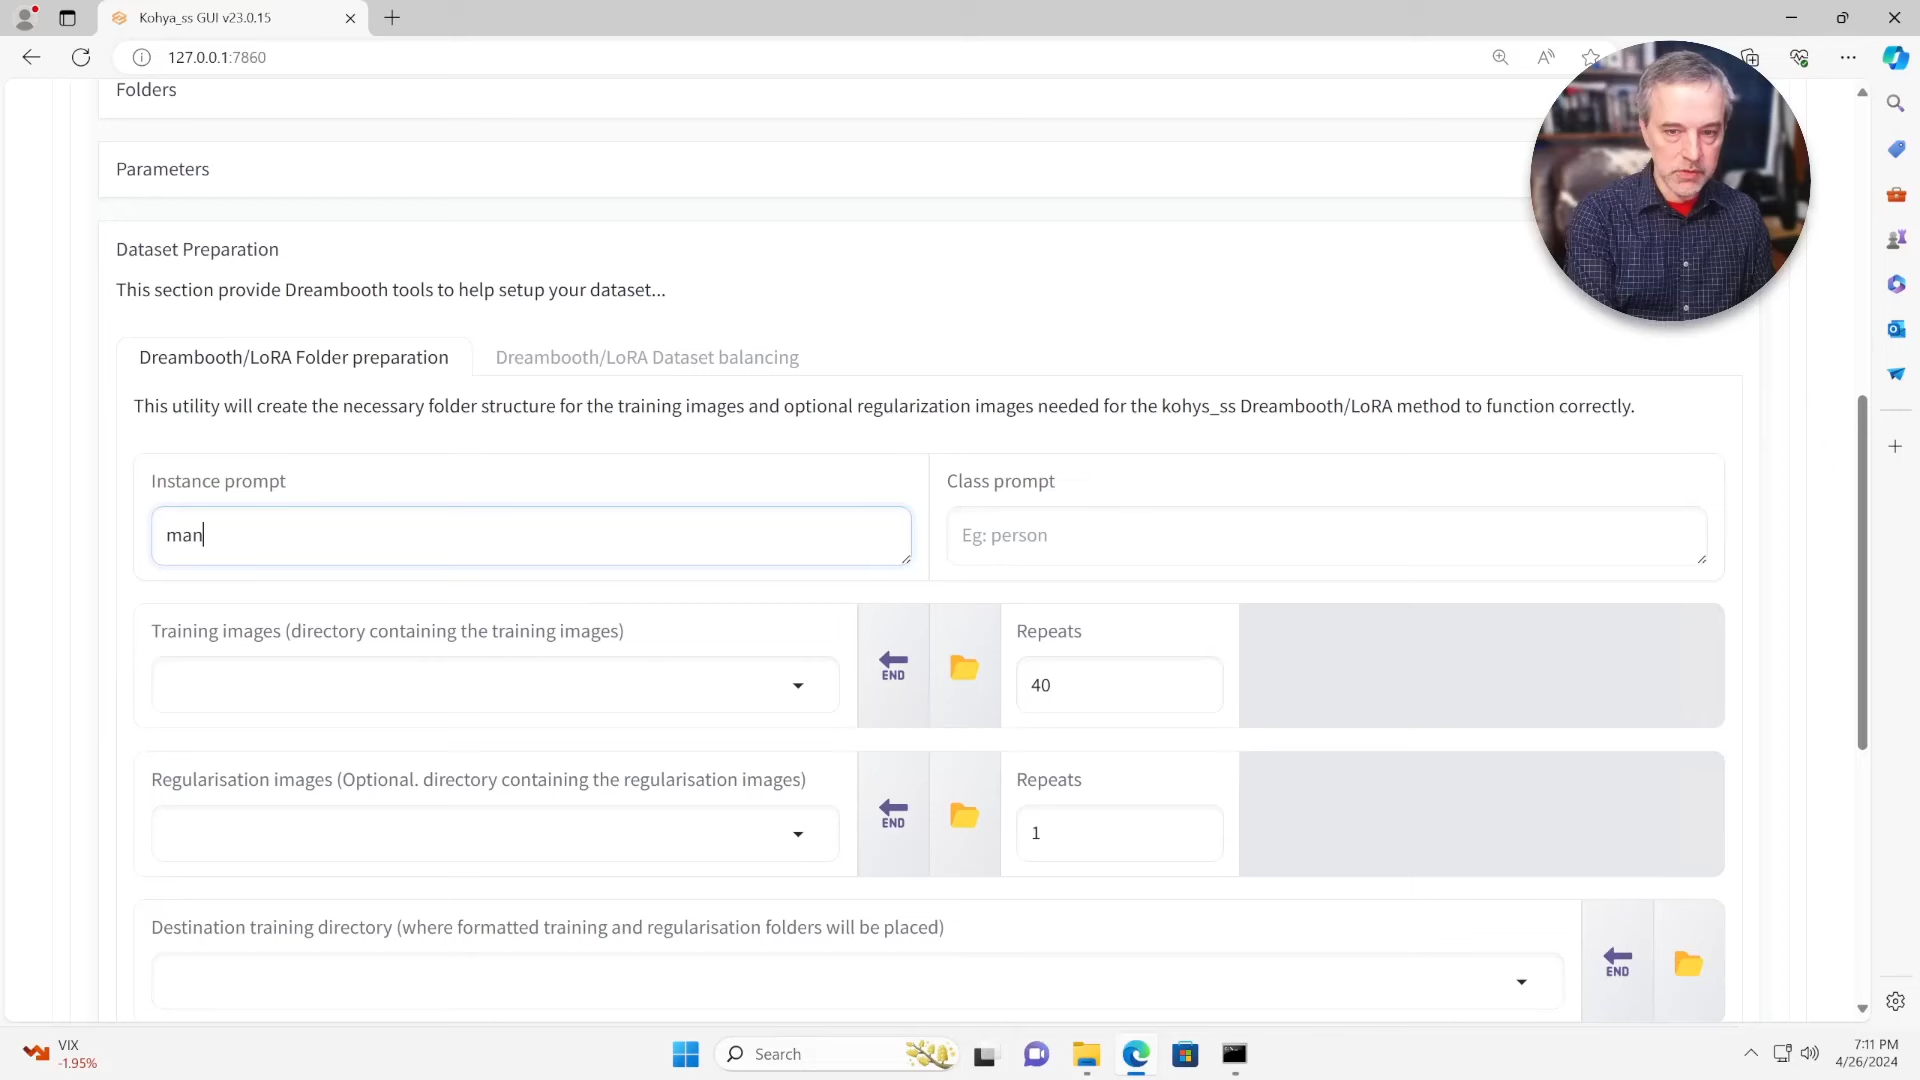 Kohya_ss GUI v23.0.15
127.0.0.1:7860
Folders
Parameters
Dataset Preparation
This section provide Dreambooth tools to help setup your dataset...
Dreambooth/LoRA Folder preparation
Dreambooth/LoRA Dataset balancing
This utility will create the necessary folder structure for the training images and optional regularization images needed for the kohys_ss Dreambooth/LoRA method to function correctly.
Instance prompt
Class prompt
man
Eg: person
Training images (directory containing the training images)
END
Repeats
40
Regularisation images (Optional. directory containing the regularisation images)
END
Repeats
1
Destination training directory (where formatted training and regularisation folders will be placed)
END
VIX
-1.95%
Search
7:11 PM
4/26/2024